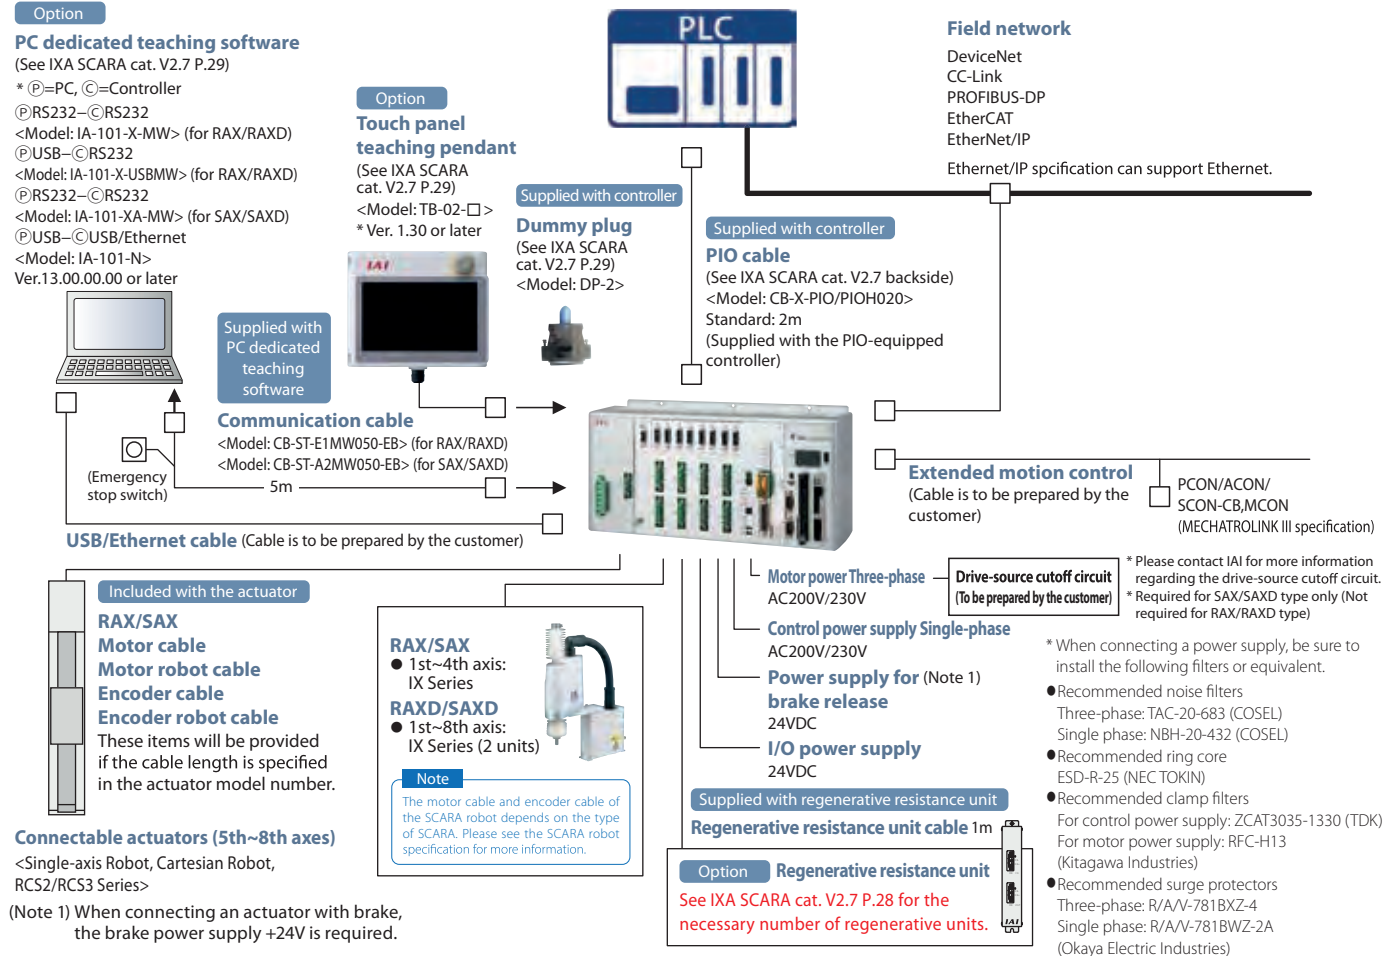 Option
PC dedicated teaching software
(See IXA SCARA cat. V2.7 P.29)
* Ⓟ=PC, Ⓒ=Controller
ⓅRS232–ⒸRS232
<Model: IA-101-X-MW> (for RAX/RAXD)
ⓅUSB–ⒸRS232
<Model: IA-101-X-USBMW> (for RAX/RAXD)
ⓅRS232–ⒸRS232
<Model: IA-101-XA-MW> (for SAX/SAXD)
ⓅUSB–ⒸUSB/Ethernet
<Model: IA-101-N>
Ver.13.00.00.00 or later
Option
Touch panel
teaching pendant
(See IXA SCARA
cat. V2.7 P.29)
<Model: TB-02-□ >
* Ver. 1.30 or later
IAI
Supplied with controller
Dummy plug
(See IXA SCARA
cat. V2.7 P.29)
<Model: DP-2>
PLC
Supplied with controller
PIO cable
(See IXA SCARA cat. V2.7 backside)
<Model: CB-X-PIO/PIOH020>
Standard: 2m
(Supplied with the PIO-equipped
controller)
Field network
DeviceNet
CC-Link
PROFIBUS-DP
EtherCAT
EtherNet/IP
Ethernet/IP spcification can support Ethernet.
Supplied with
PC dedicated
teaching
software
Communication cable
<Model: CB-ST-E1MW050-EB> (for RAX/RAXD)
<Model: CB-ST-A2MW050-EB> (for SAX/SAXD)
5m
(Emergency
stop switch)
USB/Ethernet cable (Cable is to be prepared by the customer)
IAI
Extended motion control
(Cable is to be prepared by the
customer)
PCON/ACON/
SCON-CB,MCON
(MECHATROLINK III specification)
Included with the actuator
RAX/SAX
Motor cable
Motor robot cable
Encoder cable
Encoder robot cable
These items will be provided
if the cable length is specified
in the actuator model number.
Connectable actuators (5th~8th axes)
<Single-axis Robot, Cartesian Robot,
RCS2/RCS3 Series>
(Note 1) When connecting an actuator with brake,
the brake power supply +24V is required.
RAX/SAX
● 1st~4th axis:
IX Series
RAXD/SAXD
● 1st~8th axis:
IX Series (2 units)
Note
The motor cable and encoder cable of
the SCARA robot depends on the type
of SCARA. Please see the SCARA robot
specification for more information.
Motor power Three-phase
AC200V/230V
Control power supply Single-phase
AC200V/230V
Power supply for (Note 1)
brake release
24VDC
I/O power supply
24VDC
Drive-source cutoff circuit
(To be prepared by the customer)
* Please contact IAI for more information
regarding the drive-source cutoff circuit.
* Required for SAX/SAXD type only (Not
required for RAX/RAXD type)
Supplied with regenerative resistance unit
Regenerative resistance unit cable 1m
Option
Regenerative resistance unit
See IXA SCARA cat. V2.7 P.28 for the
necessary number of regenerative units.
IAI
* When connecting a power supply, be sure to
install the following filters or equivalent.
● Recommended noise filters
Three-phase: TAC-20-683 (COSEL)
Single phase: NBH-20-432 (COSEL)
● Recommended ring core
ESD-R-25 (NEC TOKIN)
● Recommended clamp filters
For control power supply: ZCAT3035-1330 (TDK)
For motor power supply: RFC-H13
(Kitagawa Industries)
● Recommended surge protectors
Three-phase: R/A/V-781BXZ-4
Single phase: R/A/V-781BWZ-2A
(Okaya Electric Industries)